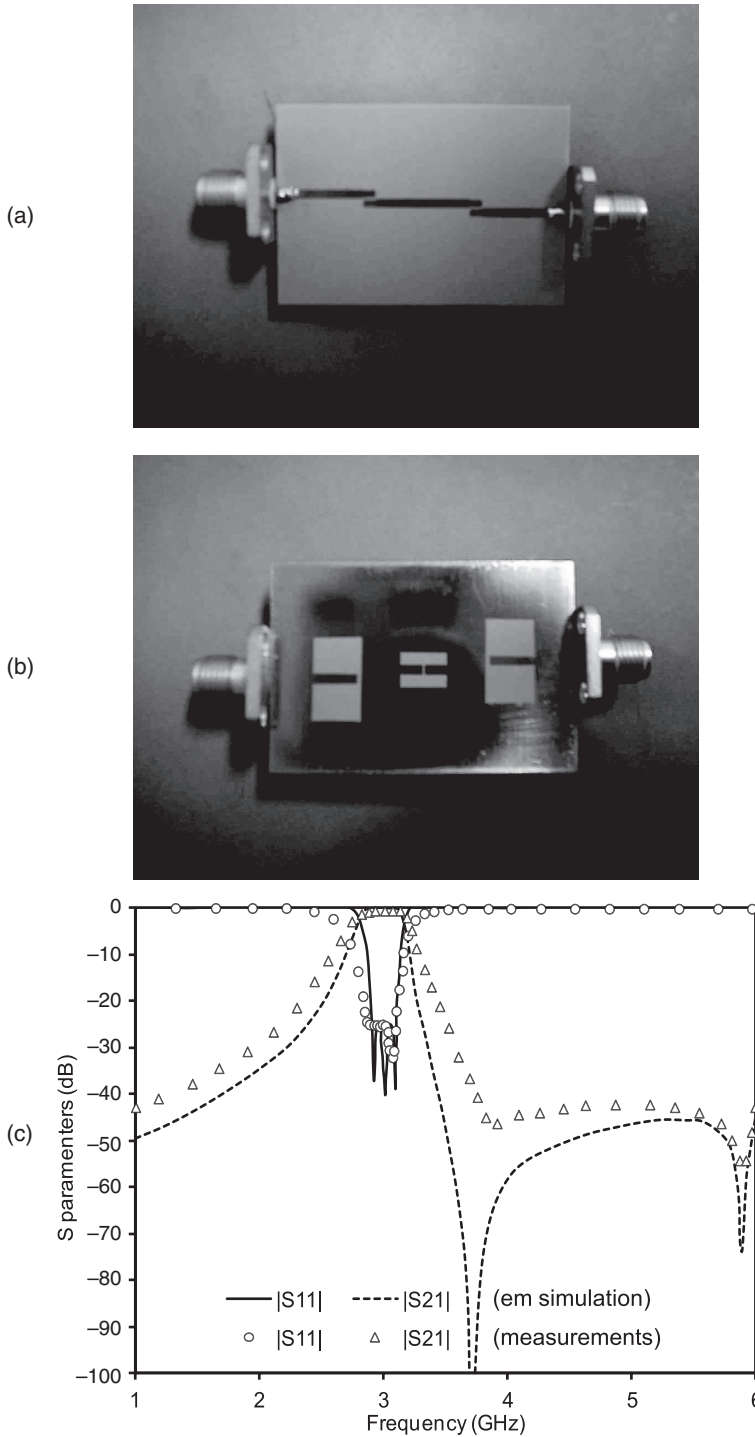 (a)
(b)
(c)
S paramenters (dB)
0
–10
–20
–30
–40
–50
–60
–70
–80
–90
–100
|S11| |S21| (em simulation)
|S11| |S21| (measurements)
1 2 3 4 5 6
Frequency (GHz)